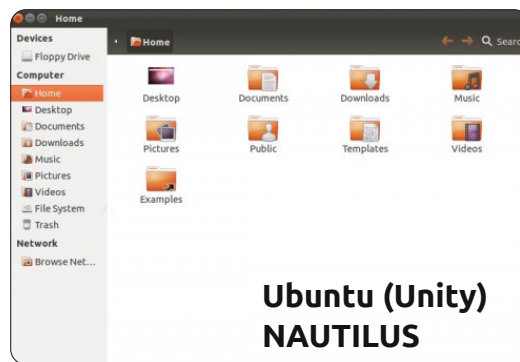 Home
Devices
Floppy Drive
Computer
Home
Desktop
Documents
Downloads
Music
Pictures
Videos
File System
Trash
Network
Browse Net...
Home
Searc
Desktop
Documents
Downloads
Music
Pictures
Public
Templates
Videos
Examples
Ubuntu (Unity)
NAUTILUS